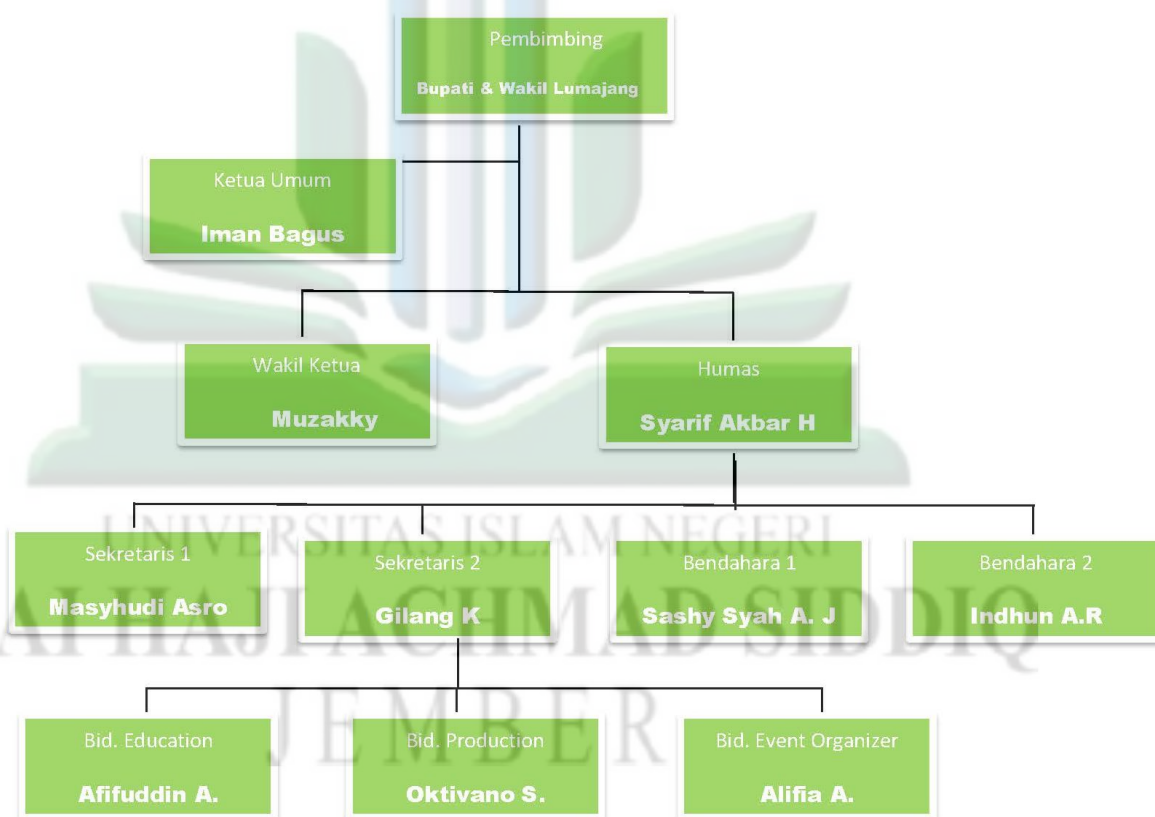 Pembimbing
Bupati & Wakil Lumajang
Ketua Umum
Iman Bagus
Wakil Ketua
Muzakky
Humas
Syarif Akbar H
UNIVERSITAS ISLAM NEGERI
Sekretaris 1
Masyhudi Asro
Sekretaris 2
Gilang K
Bendahara 1
Sashy Syah A. J
Bendahara 2
Indhun A.R
AI HAJI ACHMAD SIDDIQ
JEMBER
Bid. Education
Afifuddin A.
Bid. Production
Oktivano S.
Bid. Event Organizer
Alifia A.